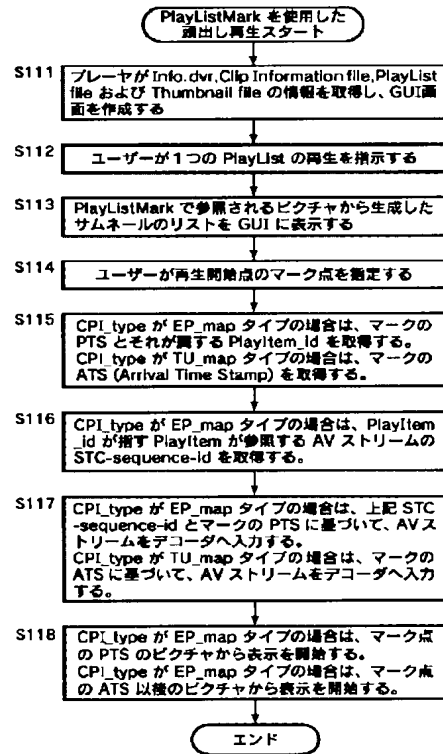 PlayListMark を使用した
頭出し再生スタート
S111
プレーヤが Info.dvr,Clip Information file,PlayList
file および Thumbnail file の情報を取得し、GUI画
面を作成する
S112
ユーザーが１つの PlayList の再生を指示する
S113
PlayListMark で参照されるピクチャから生成した
サムネールのリストを GUI に表示する
S114
ユーザーが再生開始点のマーク点を指定する
S115
CPI_type が EP_map タイプの場合は、マークの
PTS とそれが属する PlayItem_id を取得する。
CPI_type が TU_map タイプの場合は、マークの
ATS (Arrival Time Stamp) を取得する。
S116
CPI_type が EP_map タイプの場合は、PlayItem
_id が指す PlayItem が参照する AV ストリームの
STC-sequence-id を取得する。
S117
CPI_type が EP_map タイプの場合は、上記 STC
-sequence-id とマークの PTS に基づいて、AVス
トリームをデコーダへ入力する。
CPI_type が TU_map タイプの場合は、マークの
ATS に基づいて、AV ストリームをデコーダへ入力
する。
S118
CPI_type が EP_map タイプの場合は、マーク点
の PTS のピクチャから表示を開始する。
CPI_type が EP_map タイプの場合は、マーク点
の ATS 以後のピクチャから表示を開始する。
エンド